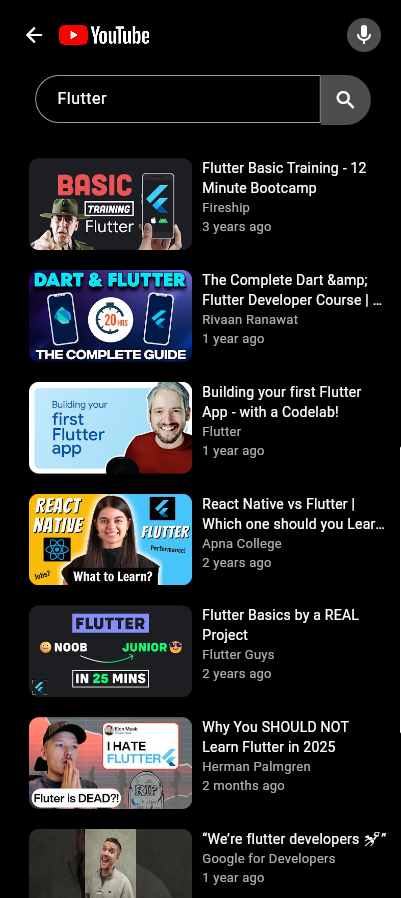 YouTube
Flutter
BASIC
TRAINING
Flutter
Flutter Basic Training - 12
Minute Bootcamp
Fireship
3 years ago
DART & FLUTTER
20
HRS
THE COMPLETE GUIDE
The Complete Dart &amp;
Flutter Developer Course | ...
Rivaan Ranawat
1 year ago
Building your
first
Flutter
app
Building your first Flutter
App - with a Codelab!
Flutter
1 year ago
REACT
NATIVE
FLUTTER
Performance!
Jobs?
What to Learn?
React Native vs Flutter |
Which one should you Lear...
Apna College
2 years ago
FLUTTER
NOOB
JUNIOR
IN 25 MINS
Flutter Basics by a REAL
Project
Flutter Guys
2 years ago
Elon Musk
I HATE
FLUTTER
RIP
Fluter is DEAD?!
Why You SHOULD NOT
Learn Flutter in 2025
Herman Palmgren
2 months ago
“We’re flutter developers ”
Google for Developers
1 year ago